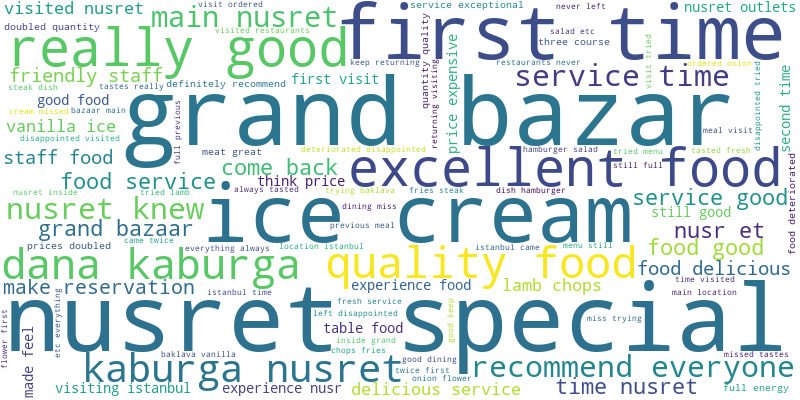 visited nusret
visit ordered
service exceptional
never left
nusret outlets
doubled quantity
main nusret
first time
salad etc
visited restaurants
three course
really good
keep returning
restaurants never
visit tried
ordered onion
friendly staff
first visit
service time
steak dish
tastes really
definitely recommend
quantity quality
returning visiting
price expensive
disappointed tried
second time
good food
cream missed
bazaar main
full previous
grand bazar
vanilla ice
disappointed visited
meal visit
staff food
meat great
deteriorated disappointed
hamburger salad
tried menu
tasted fresh
excellent food
still full
come back
food service
think price
nusret inside
tried lamb
always tasted
trying baklava
fries steak
dish hamburger
service good
food deteriorated
nusret knew
ice cream
dining miss
still good
grand bazaar
previous meal
nusr et
prices doubled
came twice
everything always
location istanbul
istanbul came
menu still
food good
dana kaburga
quality food
food delicious
make reservation
istanbul time
experience food
lamb chops
time visited
main location
nusret special
fresh service
left disappointed
good keep
miss trying
flower first
etc everything
table food
inside grand
chops fries
baklava vanilla
good dining
missed tastes
made feel
kaburga nusret
twice first
onion flower
recommend everyone
visiting istanbul
experience nusr
delicious service
time nusret
full energy